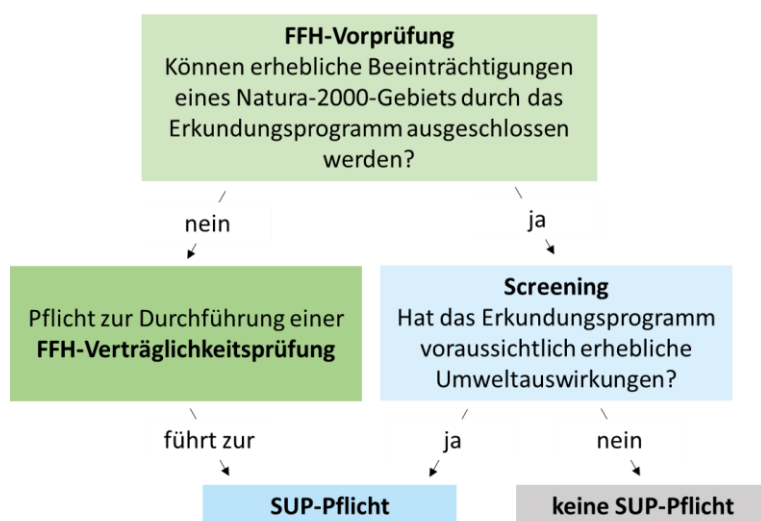 FFH-Vorprüfung
Können erhebliche Beeinträchtigungen
eines Natura-2000-Gebiets durch das
Erkundungsprogramm ausgeschlossen
werden?
nein
ja
Pflicht zur Durchführung einer
FFH-Verträglichkeitsprüfung
Screening
Hat das Erkundungsprogramm
voraussichtlich erhebliche
Umweltauswirkungen?
führt zur
ja
nein
SUP-Pflicht
keine SUP-Pflicht